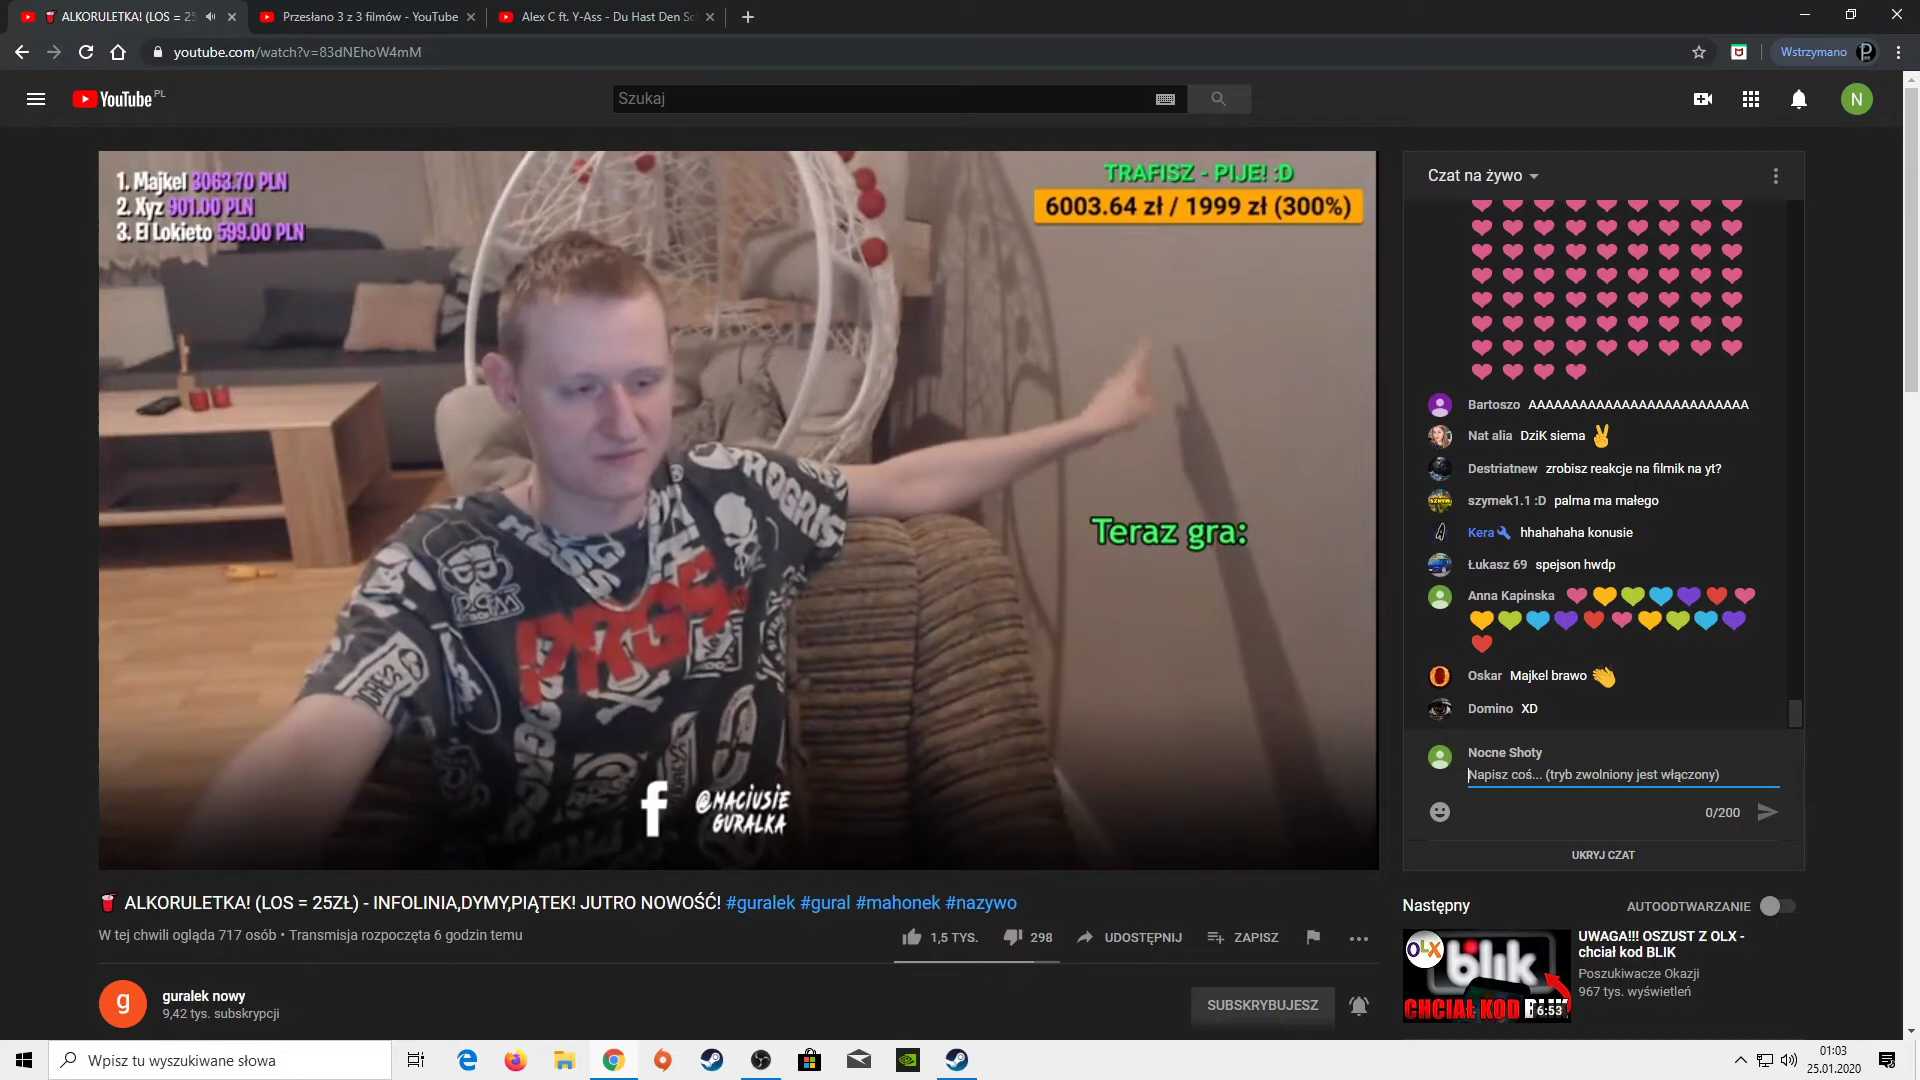 ALKORULETKA! (LOS = 25
Przesłano 3 z 3 filmów - YouTube
Alex C ft. Y-Ass - Du Hast Den Sc
youtube.com/watch?v=83dNEhoW4mM
Wstrzymano
YouTube PL
Szukaj
N
1. Majkel 3063.70 PLN
2. Xyz 901.00 PLN
3. El Lokieto 599.00 PLN
TRAFISZ - PIJE! :D
6003.64 zł / 1999 zł (300%)
Teraz gra:
PRGS
@MACIUSIE
GURALKA
Czat na żywo
Bartoszo AAAAAAAAAAAAAAAAAAAAAAAAAA
Nat alia DziK siema
Destriatnew zrobisz reakcje na filmik na yt?
szymek1.1 :D palma ma małego
Kera hhahahaha konusie
Łukasz 69 spejson hwdp
Anna Kapinska
Oskar Majkel brawo
Domino XD
Nocne Shoty
Napisz coś... (tryb zwolniony jest włączony)
0/200
UKRYJ CZAT
ALKORULETKA! (LOS = 25ZŁ) - INFOLINIA,DYMY,PIĄTEK! JUTRO NOWOŚĆ! #guralek #gural #mahonek #nazywo
W tej chwili ogląda 717 osób • Transmisja rozpoczęta 6 godzin temu
1,5 TYS.
298
UDOSTĘPNIJ
ZAPISZ
g
guralek nowy
9,42 tys. subskrypcji
SUBSKRYBUJESZ
Następny
AUTOODTWARZANIE
OLX
blik
CHCIAŁ KOD
6:53
UWAGA!!! OSZUST Z OLX -
chciał kod BLIK
Poszukiwacze Okazji
967 tys. wyświetleń
Wpisz tu wyszukiwane słowa
01:03
25.01.2020